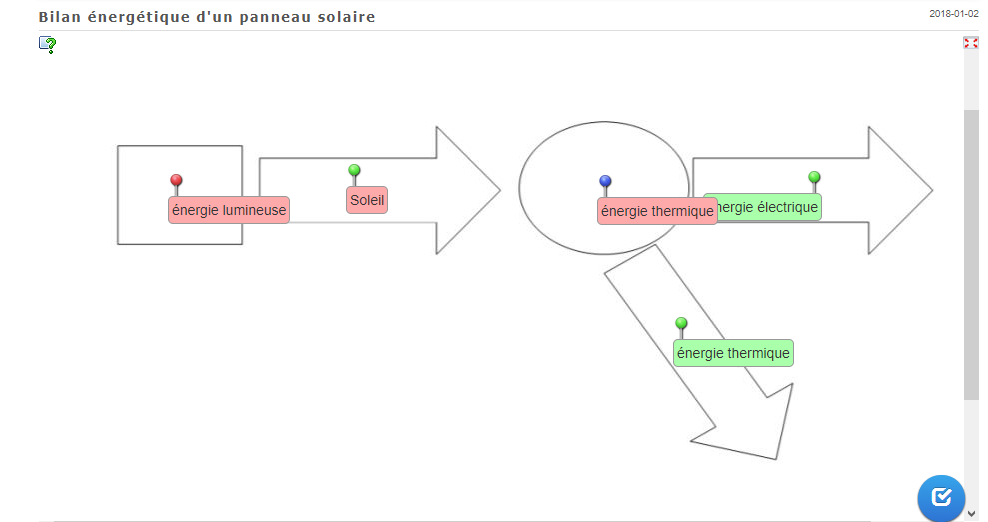 Bilan énergétique d'un panneau solaire
2018-01-02
énergie lumineuse
Soleil
énergie thermique
nergie électrique
énergie thermique